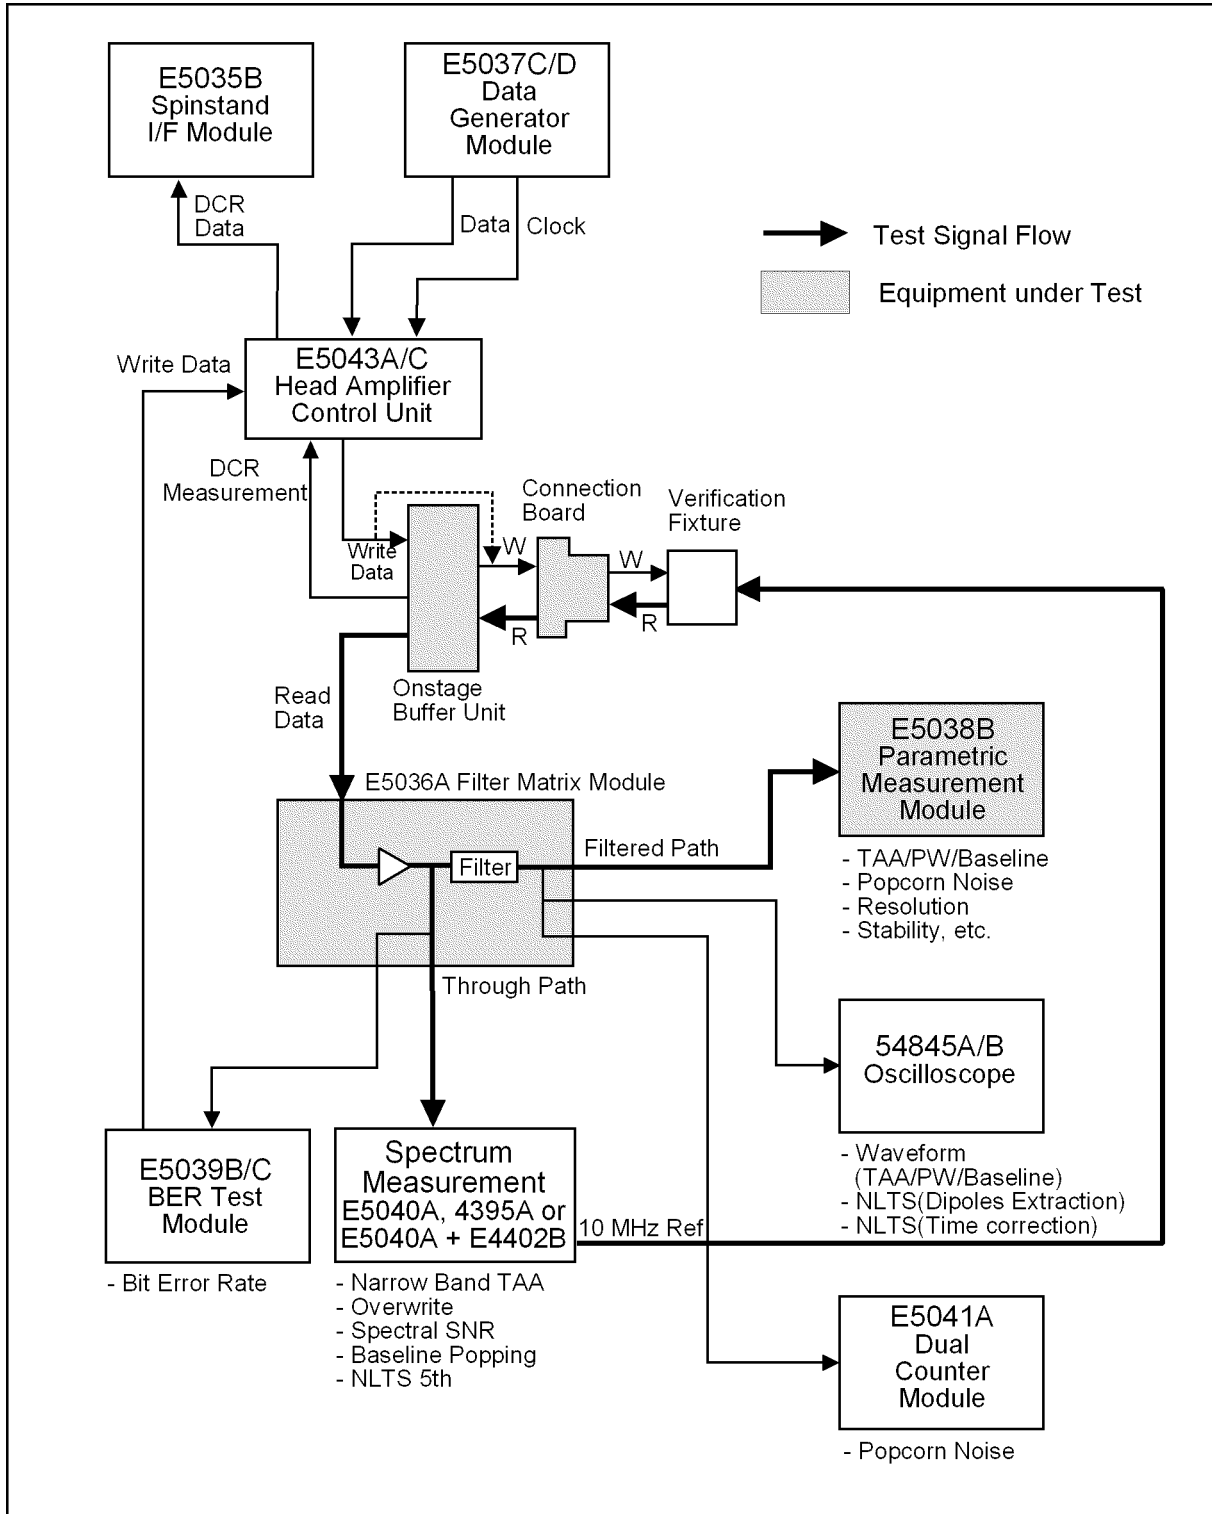 E5035B
Spinstand
I/F Module
E5037C/D
Data
Generator
Module
DCR
Data
Data
Clock
Test Signal Flow
Equipment under Test
Write Data
E5043A/C
Head Amplifier
Control Unit
DCR
Measurement
Write
Data
W
Connection
Board
W
Verification
Fixture
R
R
Onstage
Buffer Unit
Read
Data
E5036A Filter Matrix Module
Filter
Filtered Path
Through Path
E5038B
Parametric
Measurement
Module
- TAA/PW/Baseline
- Popcorn Noise
- Resolution
- Stability, etc.
54845A/B
Oscilloscope
- Waveform
(TAA/PW/Baseline)
- NLTS(Dipoles Extraction)
- NLTS(Time correction)
E5039B/C
BER Test
Module
- Bit Error Rate
Spectrum
Measurement
E5040A, 4395A or
E5040A + E4402B
10 MHz Ref
- Narrow Band TAA
- Overwrite
- Spectral SNR
- Baseline Popping
- NLTS 5th
E5041A
Dual
Counter
Module
- Popcorn Noise